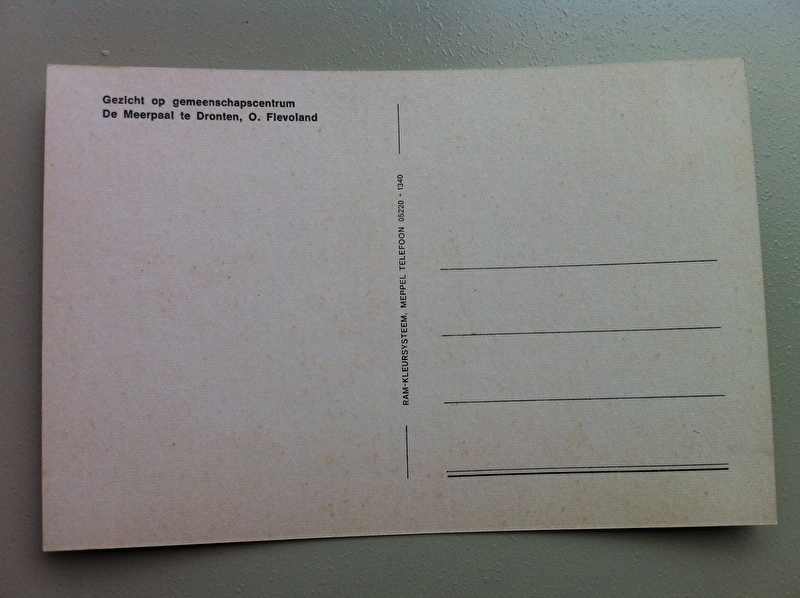 Gezicht op gemeenschapscentrum
De Meerpaal te Dronten, O. Flevoland
RAM-KLEURSYSTEEM, MEPPEL TELEFOON 05220 - 1340